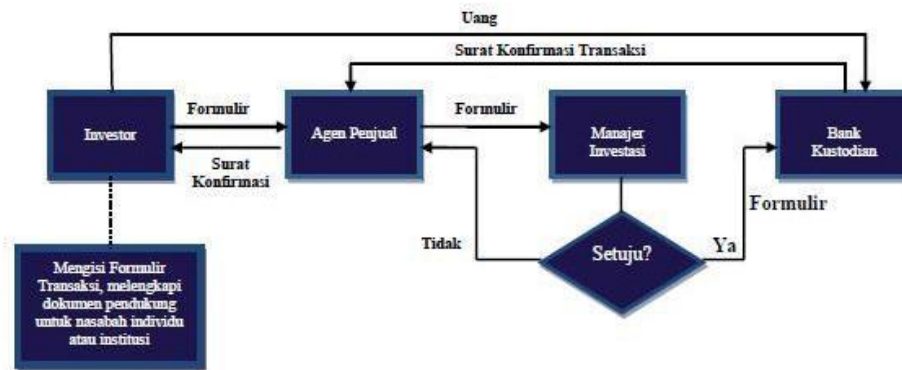 Uang
Surat Konfirmasi Transaksi
Investor
Formulir
Surat
Konfirmasi
Agen Penjual
Formulir
Manajer
Investasi
Bank
Kustodian
Formulir
Tidak
Setuju?
Ya
Mengisi Formulir
Transaksi, melengkapi
dokumen pendukung
untuk nasabah individu
atau institusi